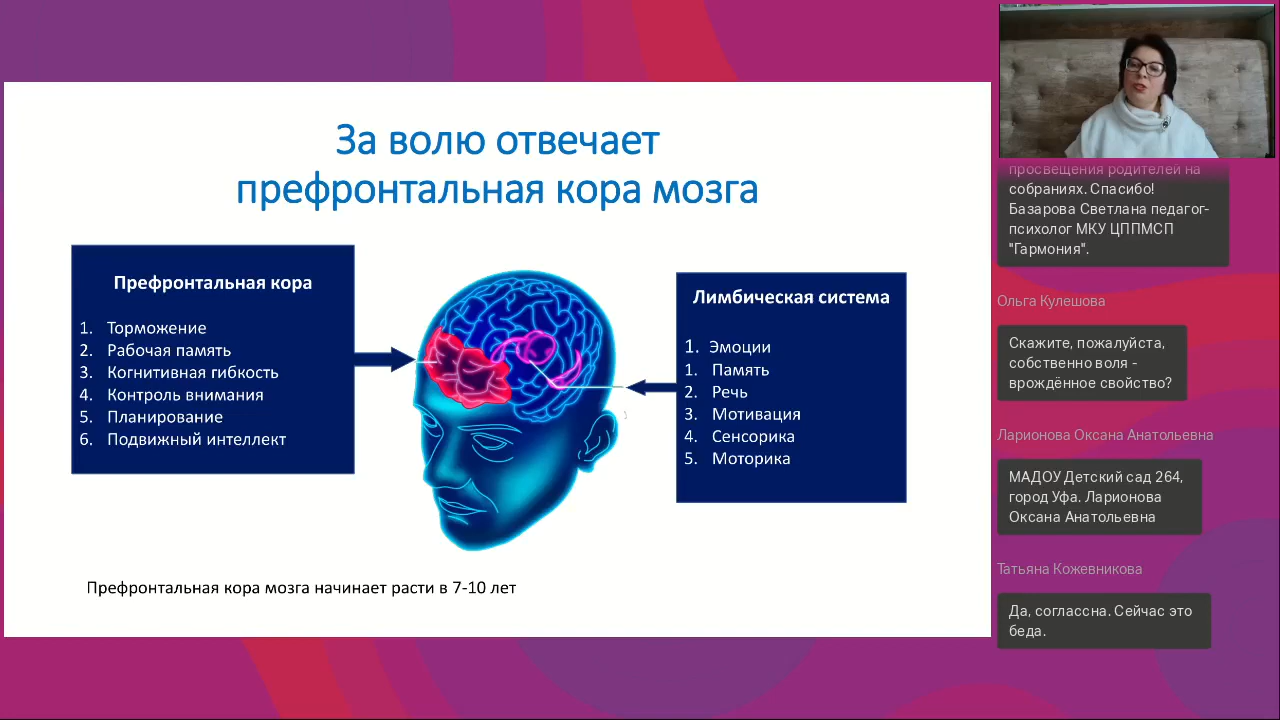 За волю отвечает
префронтальная кора мозга
Префронтальная кора
1. Торможение
2. Рабочая память
3. Когнитивная гибкость
4. Контроль внимания
5. Планирование
6. Подвижный интеллект
Лимбическая система
1. Эмоции
1. Память
2. Речь
3. Мотивация
4. Сенсорика
5. Моторика
Префронтальная кора мозга начинает расти в 7-10 лет
просвещения родителей на
собраниях. Спасибо!
Базарова Светлана педагог-
психолог МКУ ЦППМСП
"Гармония".
Ольга Кулешова
Скажите, пожалуйста,
собственно воля -
врождённое свойство?
Ларионова Оксана Анатольевна
МАДОУ Детский сад 264,
город Уфа. Ларионова
Оксана Анатольевна
Татьяна Кожевникова
Да, согласснa. Сейчас это
беда.